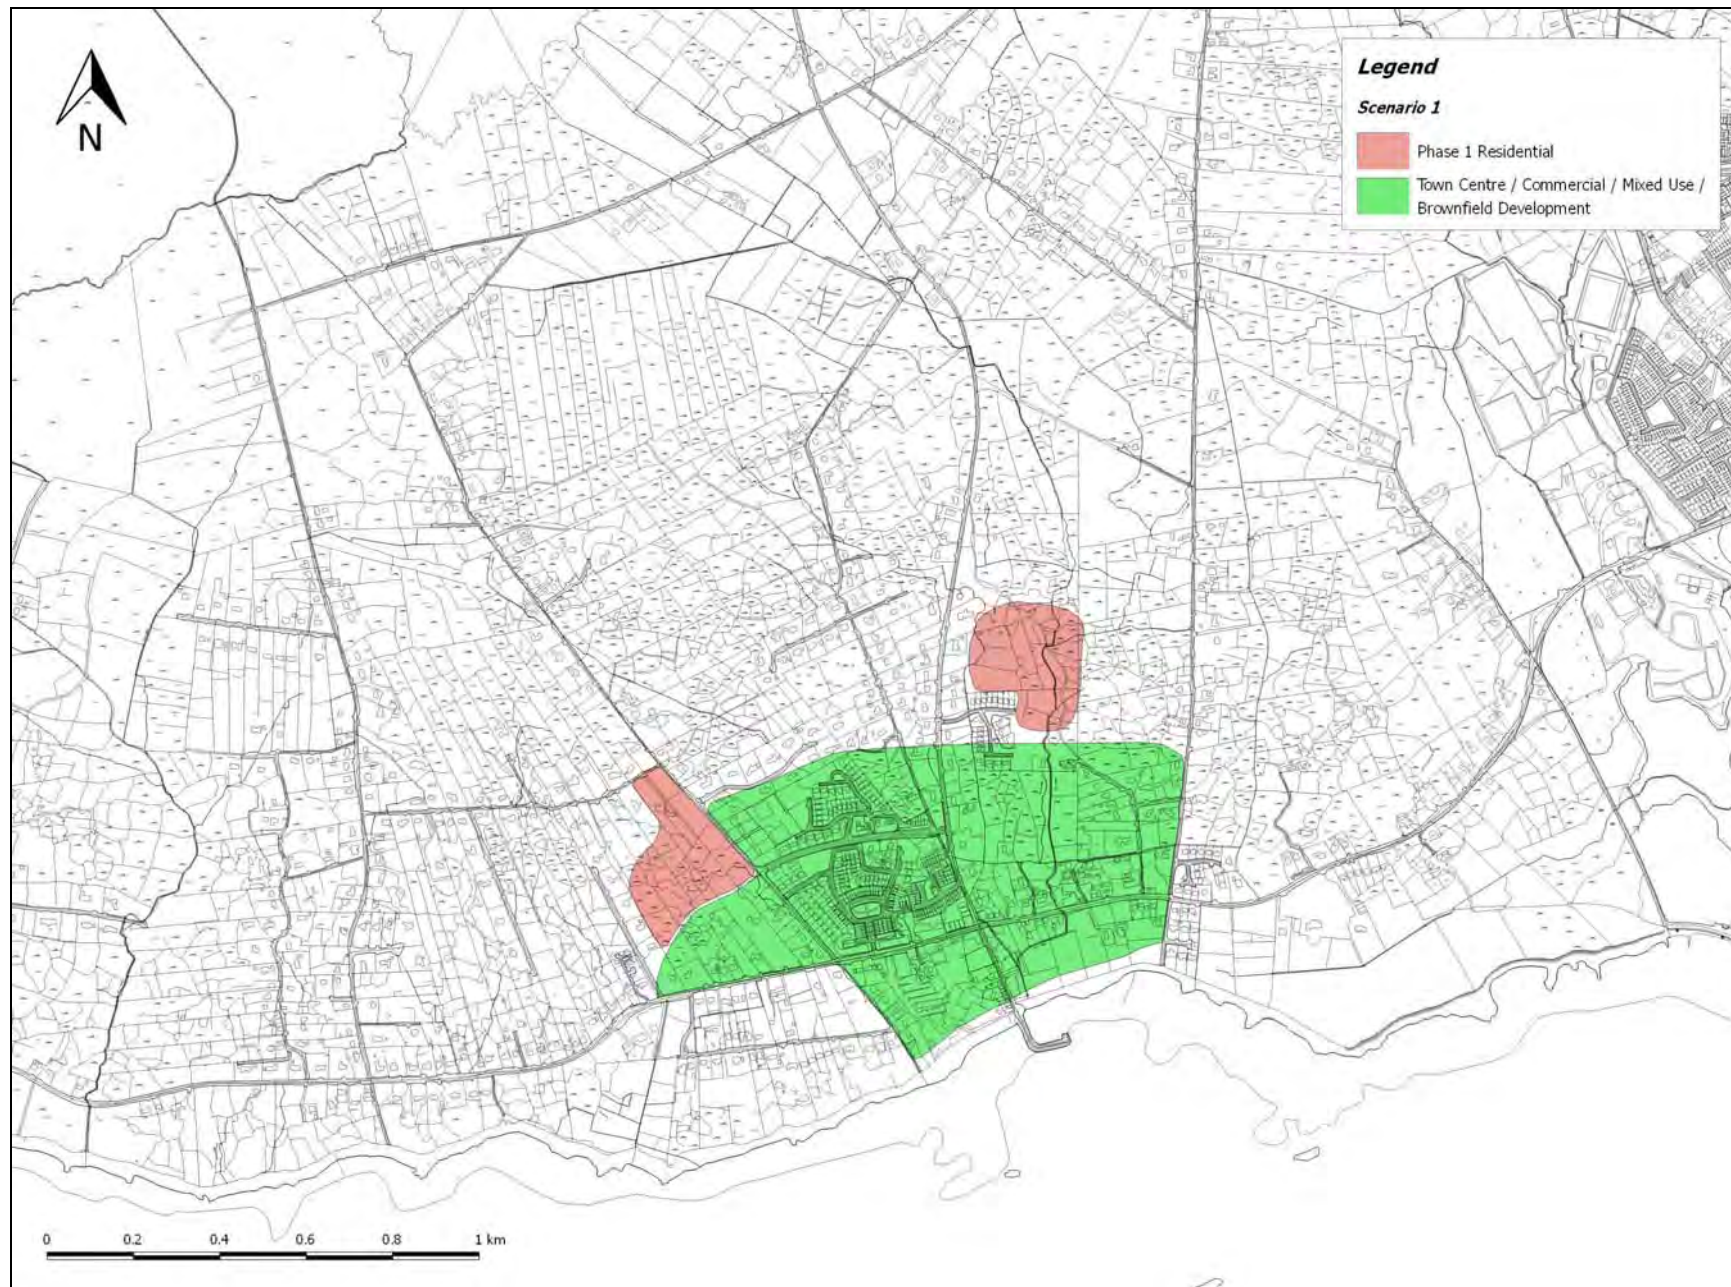 N
Legend
Scenario 1
Phase 1 Residential
Town Centre / Commercial / Mixed Use /
Brownfield Development
0 0.2 0.4 0.6 0.8 1 km